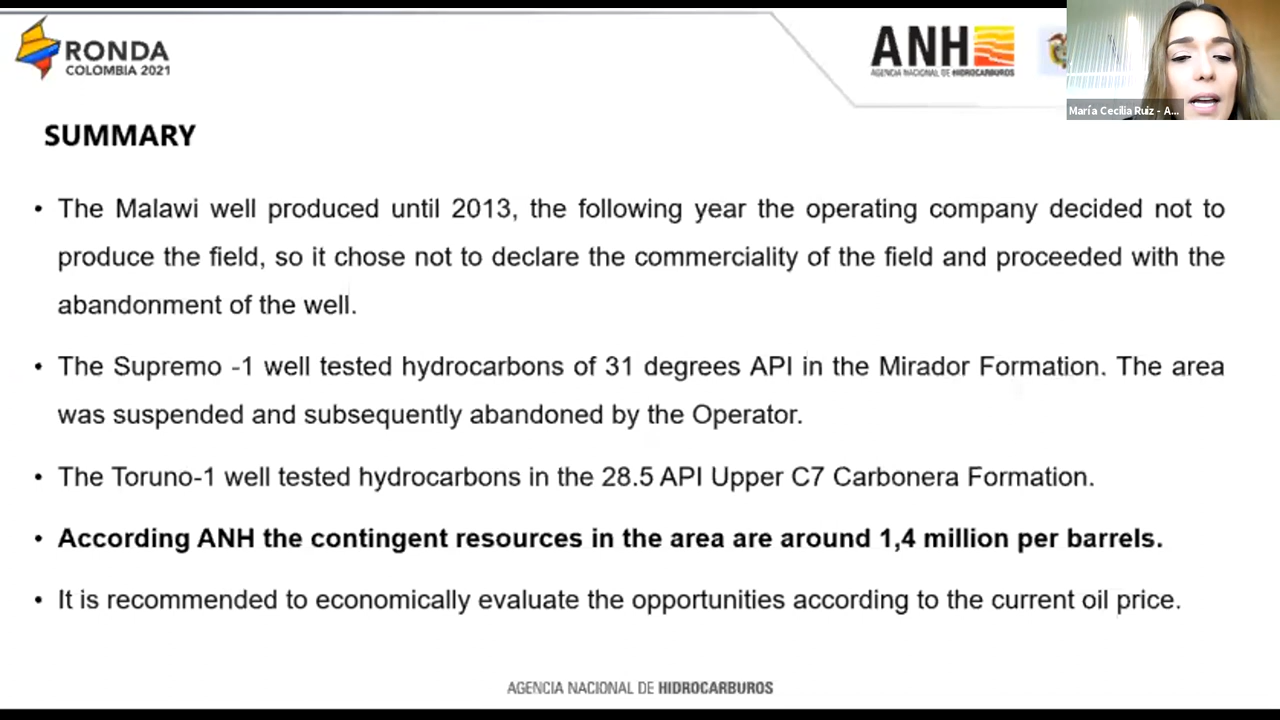 RONDA
COLOMBIA 2021
ANH
AGENCIA NACIONAL DE HIDROCARBUROS
María Cecilia Ruiz - A...
SUMMARY
• The Malawi well produced until 2013, the following year the operating company decided not to
produce the field, so it chose not to declare the commerciality of the field and proceeded with the
abandonment of the well.
• The Supremo -1 well tested hydrocarbons of 31 degrees API in the Mirador Formation. The area
was suspended and subsequently abandoned by the Operator.
• The Toruno-1 well tested hydrocarbons in the 28.5 API Upper C7 Carbonera Formation.
• According ANH the contingent resources in the area are around 1,4 million per barrels.
• It is recommended to economically evaluate the opportunities according to the current oil price.
AGENCIA NACIONAL DE HIDROCARBUROS